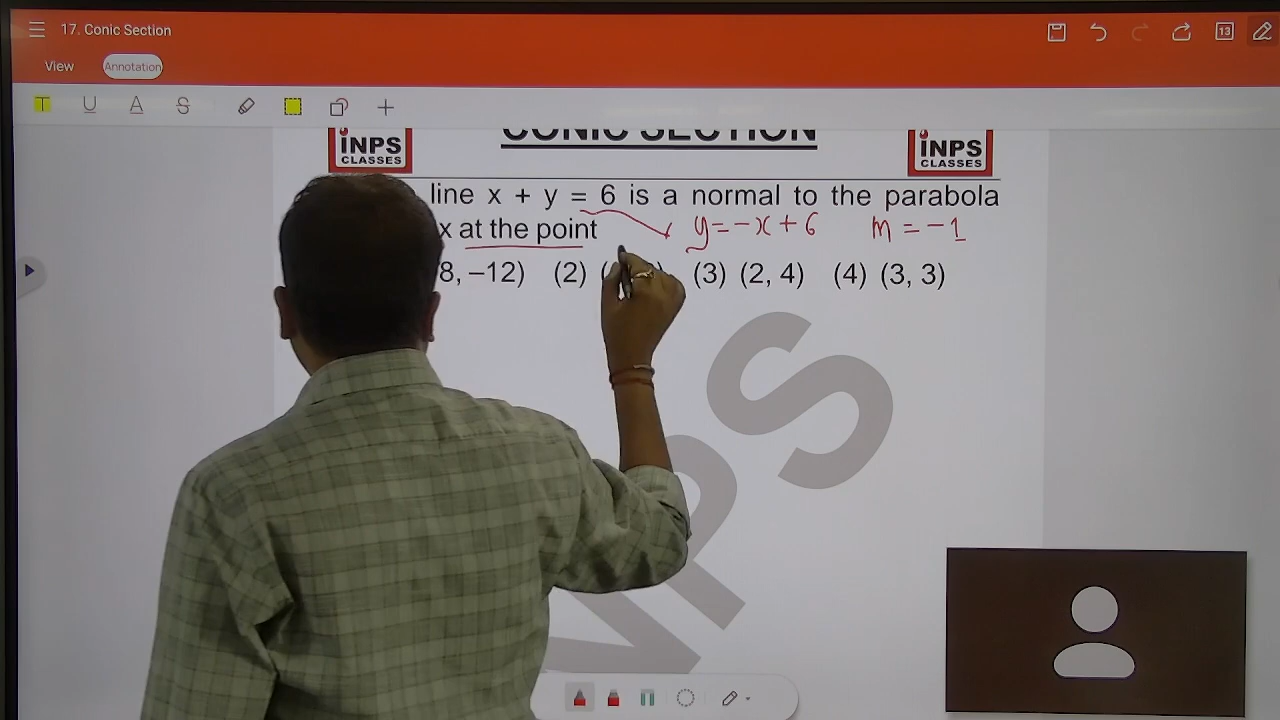 17. Conic Section
View
Annotation
T U A S
13
CONIC SECTION
iNPS
CLASSES
iNPS
CLASSES
line x + y = 6 is a normal to the parabola
x at the point y = -x + 6 m = -1
8, –12) (2) (3) (2, 4) (4) (3, 3)
NPS